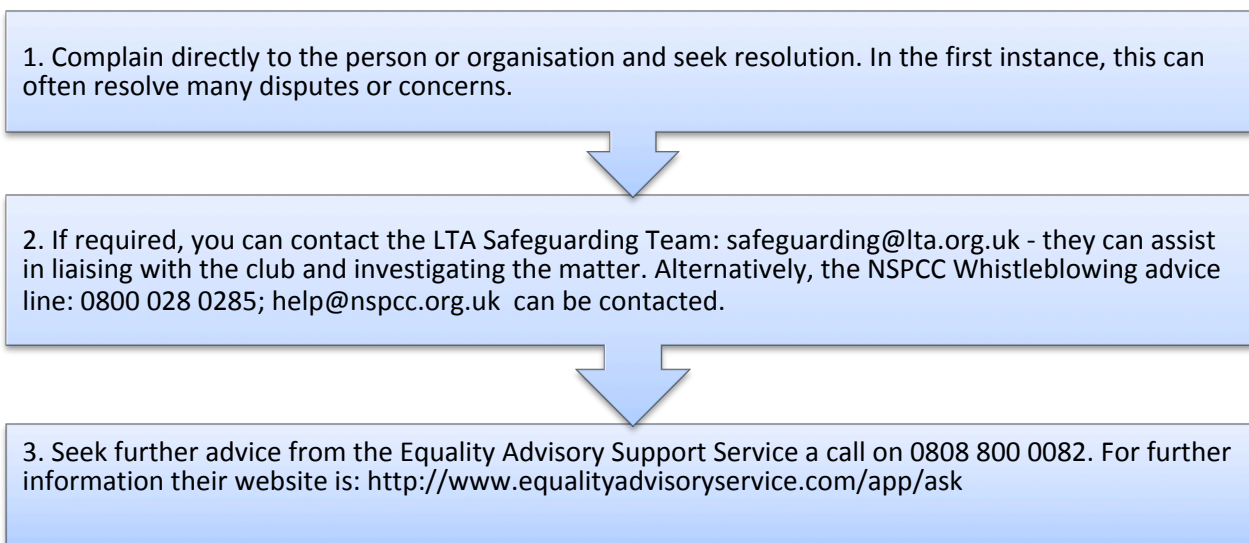 1. Complain directly to the person or organisation and seek resolution. In the first instance, this can
often resolve many disputes or concerns.
2. If required, you can contact the LTA Safeguarding Team: safeguarding@lta.org.uk - they can assist
in liaising with the club and investigating the matter. Alternatively, the NSPCC Whistleblowing advice
line: 0800 028 0285; help@nspcc.org.uk  can be contacted.
3. Seek further advice from the Equality Advisory Support Service a call on 0808 800 0082. For further
information their website is: http://www.equalityadvisoryservice.com/app/ask